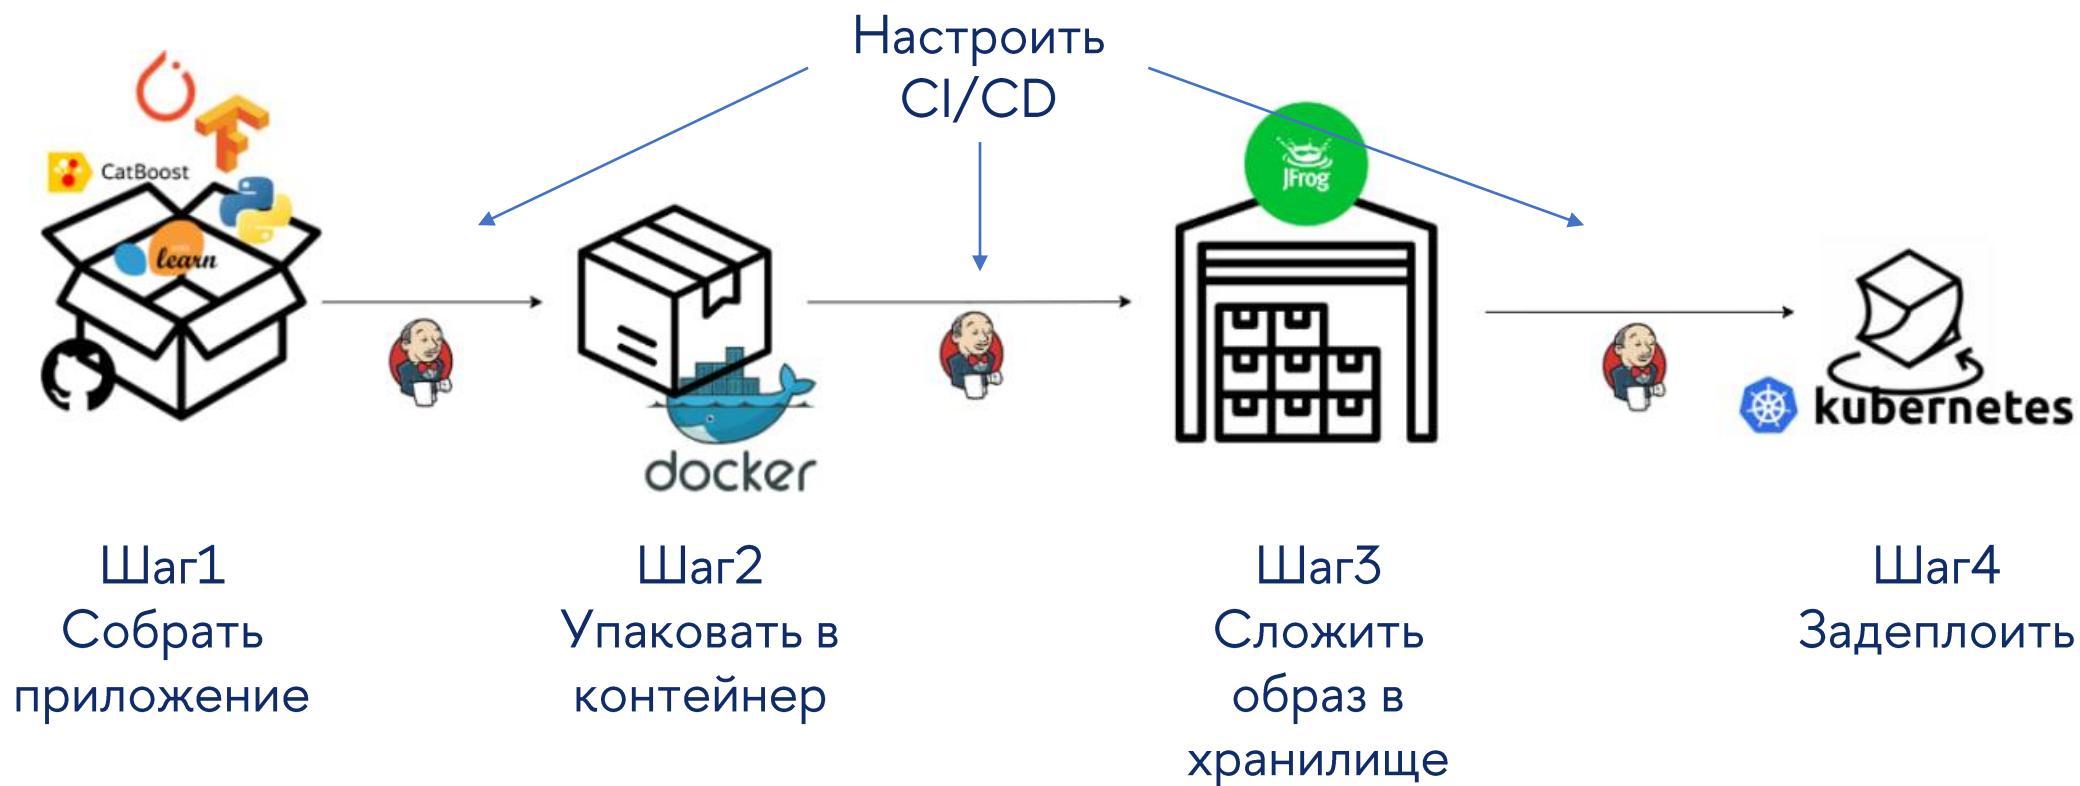 Настроить
CI/CD
CatBoost
learn
JFrog
docker
kubernetes
Шаг1
Собрать
приложение
Шаг2
Упаковать в
контейнер
Шаг3
Сложить
образ в
хранилище
Шаг4
Задеплоить